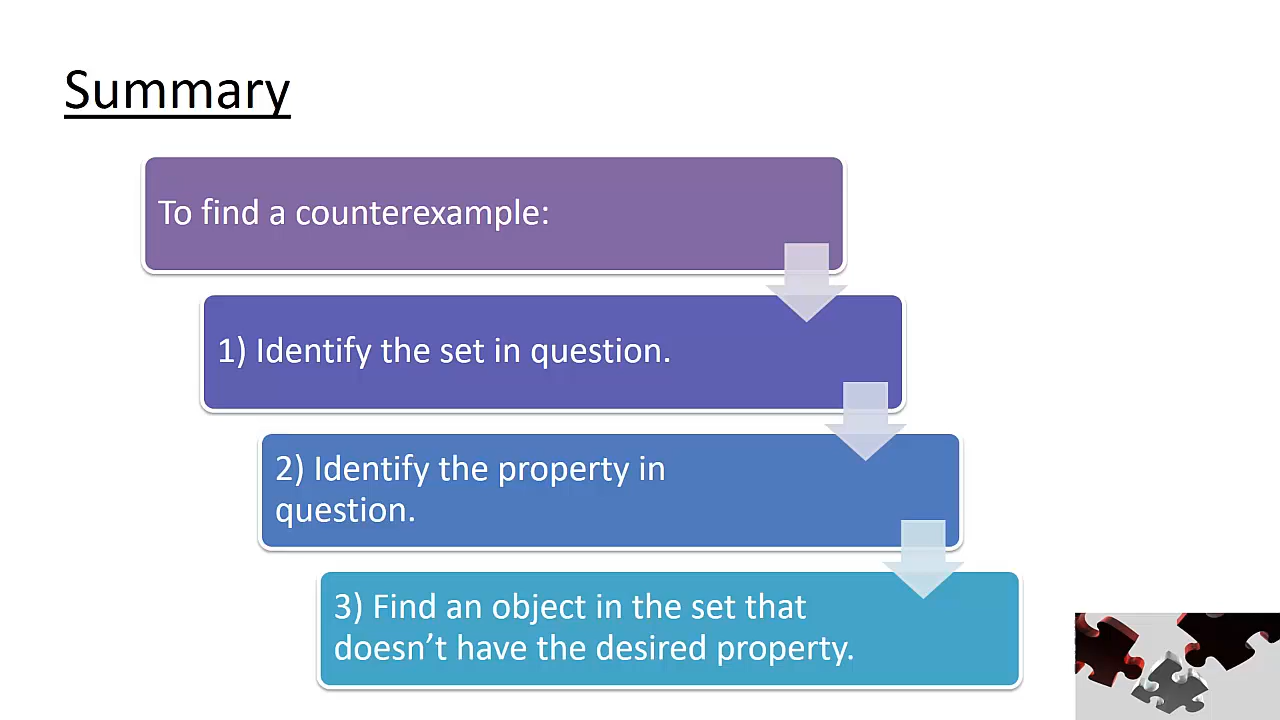 Summary
To find a counterexample:
1) Identify the set in question.
2) Identify the property in
question.
3) Find an object in the set that
doesn’t have the desired property.